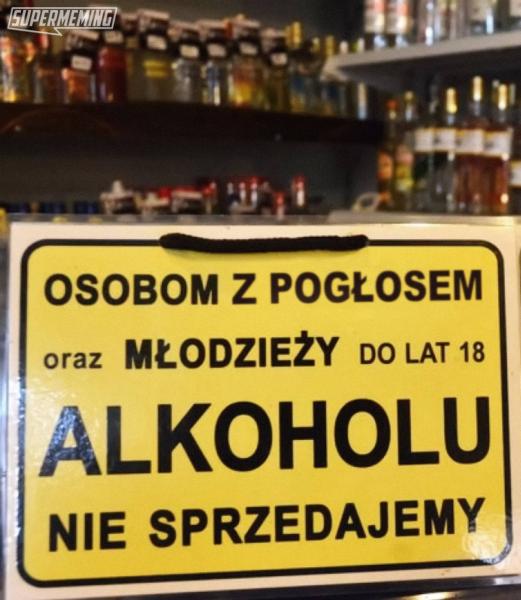 SUPERMEMING
OSOBOM Z POGŁOSEM
oraz MŁODZIEŻY DO LAT 18
ALKOHOLU
NIE SPRZEDAJEMY